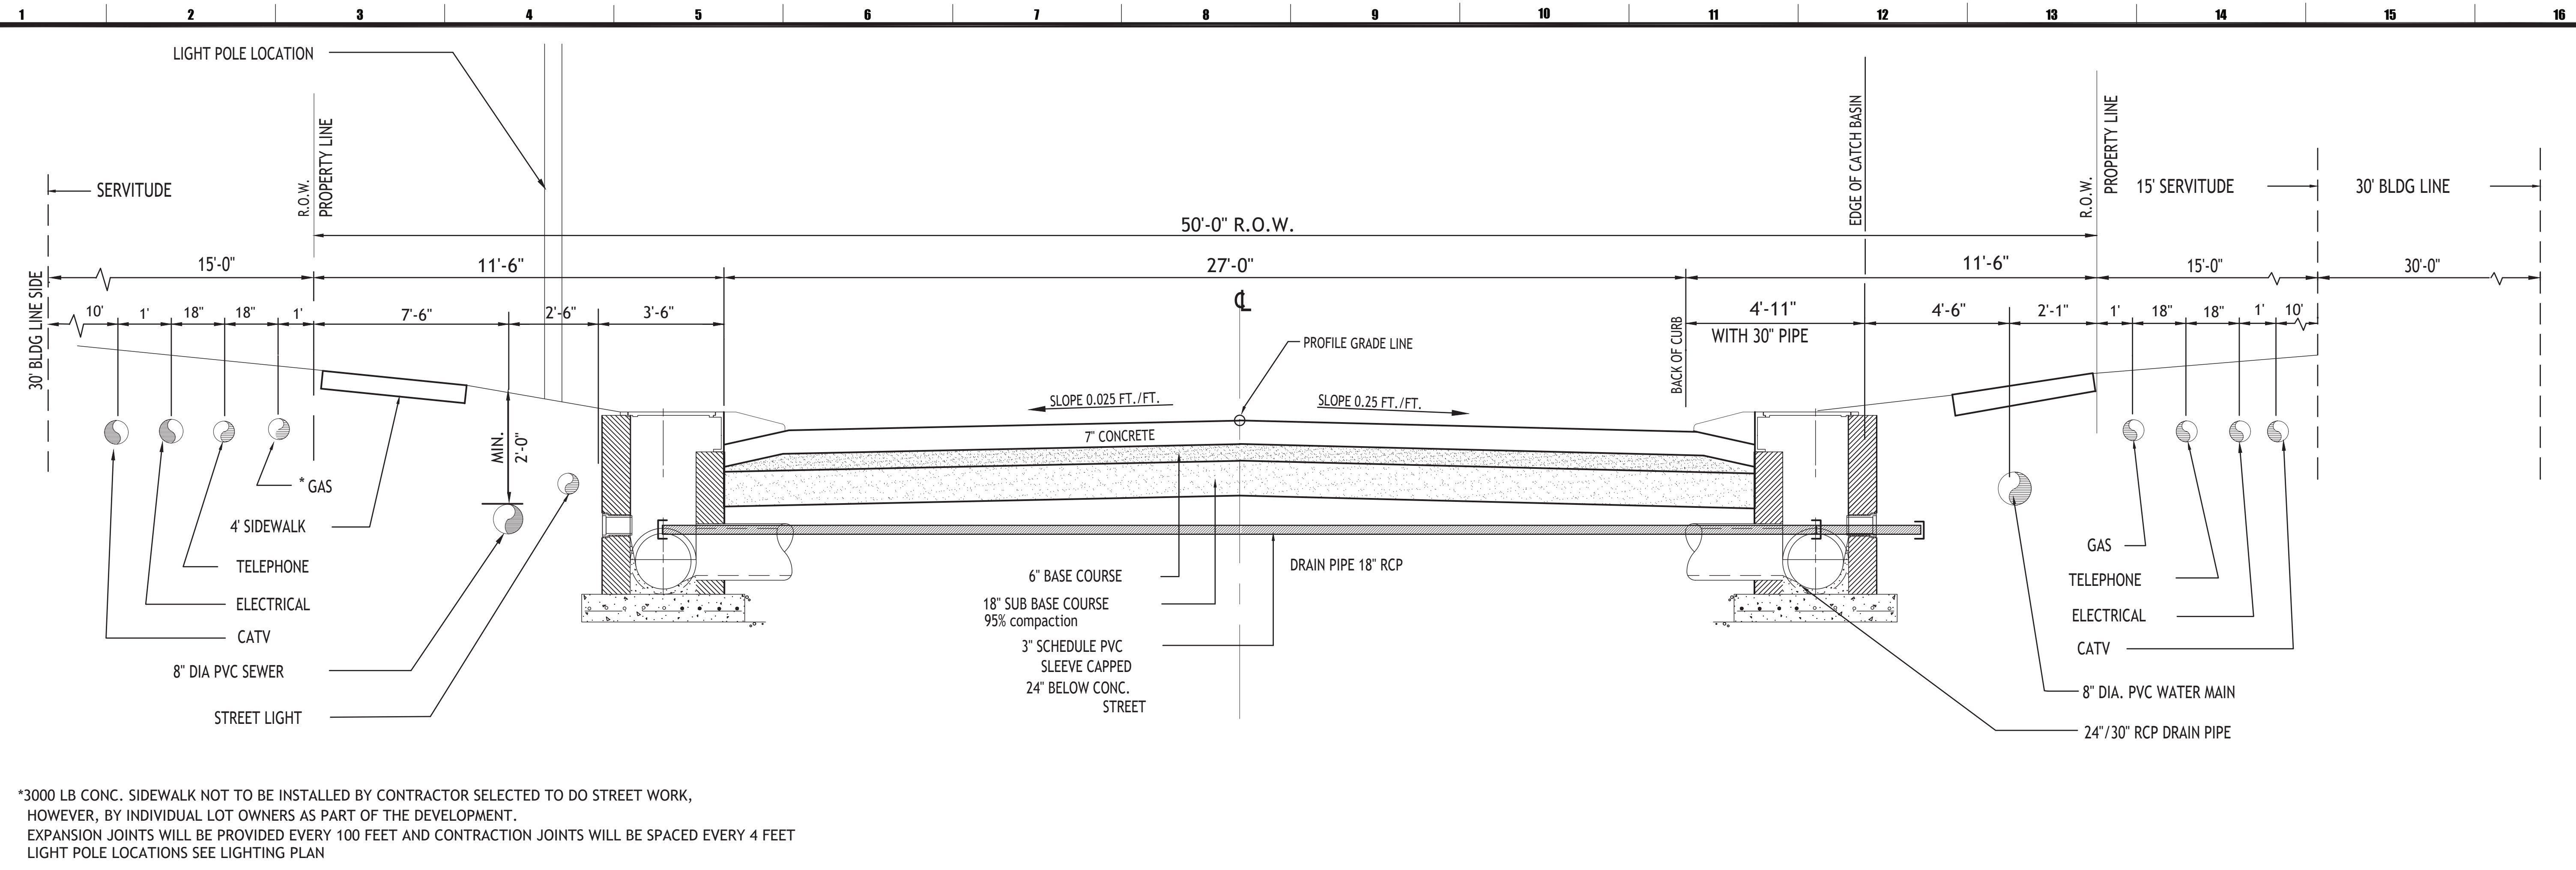 1 2 3 4 5 6 7 8 9 10 11 12 13 14 15 16
LIGHT POLE LOCATION
SERVITUDE
R.O.W.
PROPERTY LINE
EDGE OF CATCH BASIN
R.O.W.
PROPERTY LINE
15' SERVITUDE
30' BLDG LINE
50'-0" R.O.W.
30' BLDG LINE SIDE
15'-0"
11'-6"
27'-0"
11'-6"
15'-0"
30'-0"
10'
1'
18"
18"
1'
7'-6"
2'-6"
3'-6"
℄
BACK OF CURB
4'-11"
WITH 30" PIPE
4'-6"
2'-1"
1'
18"
18"
1'
10'
PROFILE GRADE LINE
SLOPE 0.025 FT./FT.
SLOPE 0.25 FT./FT.
7" CONCRETE
MIN.
2'-0"
* GAS
4' SIDEWALK
TELEPHONE
ELECTRICAL
CATV
8" DIA PVC SEWER
STREET LIGHT
6" BASE COURSE
18" SUB BASE COURSE
95% compaction
3" SCHEDULE PVC
SLEEVE CAPPED
24" BELOW CONC.
STREET
DRAIN PIPE 18" RCP
GAS
TELEPHONE
ELECTRICAL
CATV
8" DIA. PVC WATER MAIN
24"/30" RCP DRAIN PIPE
*3000 LB CONC. SIDEWALK NOT TO BE INSTALLED BY CONTRACTOR SELECTED TO DO STREET WORK,
HOWEVER, BY INDIVIDUAL LOT OWNERS AS PART OF THE DEVELOPMENT.
EXPANSION JOINTS WILL BE PROVIDED EVERY 100 FEET AND CONTRACTION JOINTS WILL BE SPACED EVERY 4 FEET
LIGHT POLE LOCATIONS SEE LIGHTING PLAN